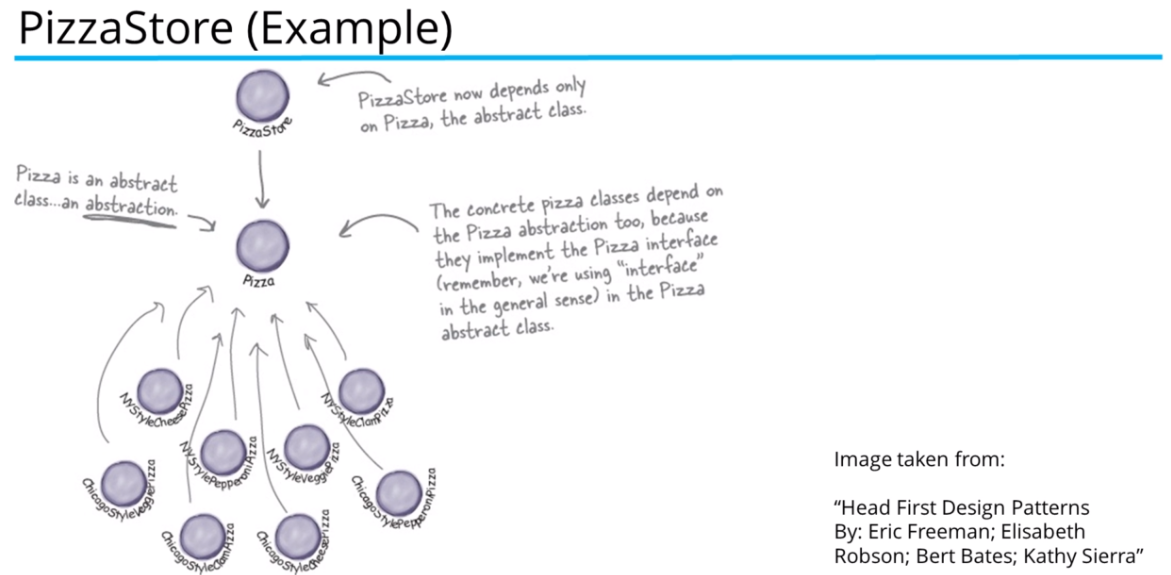 PizzaStore (Example)
PizzaStore now depends only
on Pizza, the abstract class.
PizzaStore
Pizza is an abstract
class...an abstraction.
The concrete pizza classes depend on
the Pizza abstraction too, because
they implement the Pizza interface
(remember, we're using "interface"
in the general sense) in the Pizza
abstract class.
Pizza
NYStyleCheesePizza
NYStyleClamPizza
NYStylePepperoniPizza
NYStyleVeggiePizza
ChicagoStyleVeggiePizza
ChicagoStylePepperoniPizza
ChicagoStyleClamPizza
ChicagoStyleCheesePizza
Image taken from:
“Head First Design Patterns
By: Eric Freeman; Elisabeth
Robson; Bert Bates; Kathy Sierra”